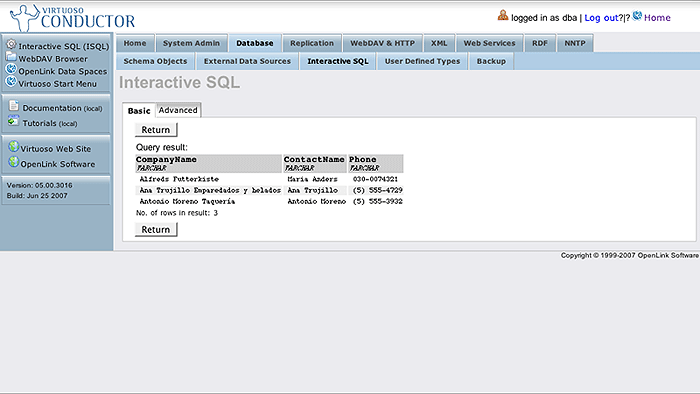 VIRTUOSO
CONDUCTOR
logged in as dba | Log out?|? Home
Interactive SQL (ISQL)
WebDAV Browser
OpenLink Data Spaces
Virtuoso Start Menu
Documentation (local)
Tutorials (local)
Virtuoso Web Site
OpenLink Software
Version: 05.00.3016
Build: Jun 25 2007
Home System Admin Database Replication WebDAV & HTTP XML Web Services RDF NNTP
Schema Objects External Data Sources Interactive SQL User Defined Types Backup
Interactive SQL
Basic Advanced
Return
Query result:
CompanyName ContactName Phone
VARCHAR VARCHAR VARCHAR
Alfreds Futterkiste Maria Anders 030-0074321
Ana Trujillo Emparedados y helados Ana Trujillo (5) 555-4729
Antonio Moreno Taquería Antonio Moreno (5) 555-3932
No. of rows in result: 3
Return
Copyright © 1999-2007 OpenLink Software